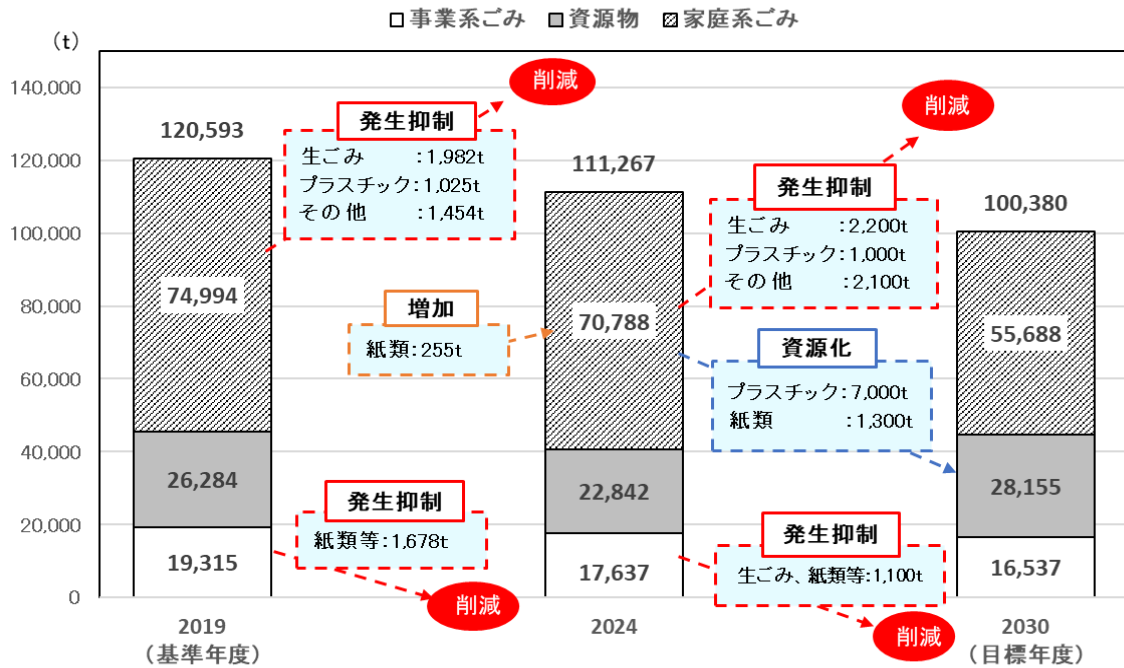 □事業系ごみ ■資源物 ▨家庭系ごみ
（t）
140,000
120,000
100,000
80,000
60,000
40,000
20,000
0
120,593
74,994
26,284
19,315
2019
（基準年度）
削減
発生抑制
生ごみ　　　:1,982t
プラスチック:1,025t
その他　　　:1,454t
増加
紙類:255t
発生抑制
紙類等:1,678t
削減
111,267
70,788
22,842
17,637
2024
削減
発生抑制
生ごみ　　　:2,200t
プラスチック:1,000t
その他　　　:2,100t
資源化
プラスチック:7,000t
紙類　　　　:1,300t
発生抑制
生ごみ、紙類等:1,100t
削減
100,380
55,688
28,155
16,537
2030
（目標年度）